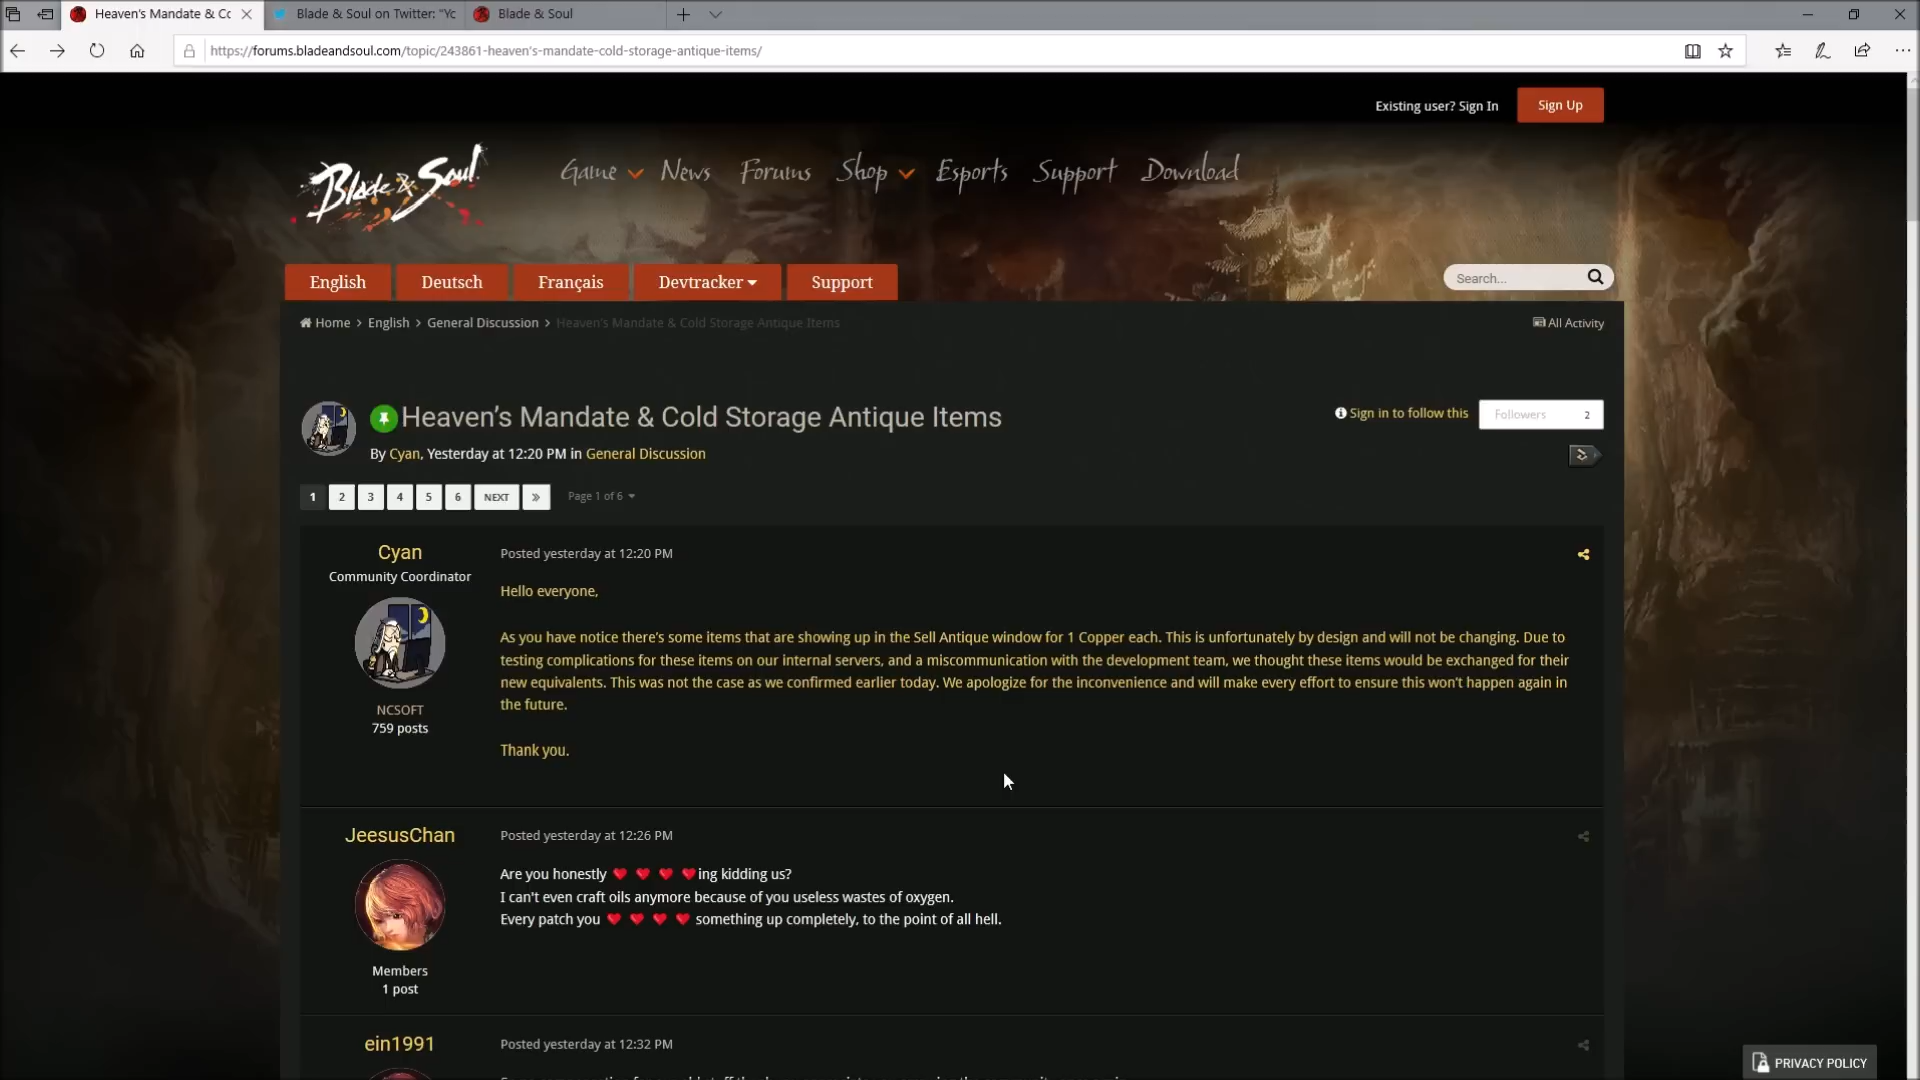 Heaven's Mandate & Cc
Blade & Soul on Twitter: "Yc
Blade & Soul
https://forums.bladeandsoul.com/topic/243861-heaven's-mandate-cold-storage-antique-items/
Existing user? Sign In
Sign Up
Blade & Soul
Game
News
Forums
Shop
Esports
Support
Download
English
Deutsch
Français
Devtracker
Support
Search...
Home > English > General Discussion > Heaven's Mandate & Cold Storage Antique Items
All Activity
Heaven's Mandate & Cold Storage Antique Items
Sign in to follow this
Followers 2
By Cyan, Yesterday at 12:20 PM in General Discussion
1 2 3 4 5 6 NEXT » Page 1 of 6
Cyan
Community Coordinator
NCSOFT
759 posts
Posted yesterday at 12:20 PM
Hello everyone,
As you have notice there's some items that are showing up in the Sell Antique window for 1 Copper each. This is unfortunately by design and will not be changing. Due to
testing complications for these items on our internal servers, and a miscommunication with the development team, we thought these items would be exchanged for their
new equivalents. This was not the case as we confirmed earlier today. We apologize for the inconvenience and will make every effort to ensure this won't happen again in
the future.
Thank you.
JeesusChan
Members
1 post
Posted yesterday at 12:26 PM
Are you honestly ♥ ♥ ♥ ♥ing kidding us?
I can't even craft oils anymore because of you useless wastes of oxygen.
Every patch you ♥ ♥ ♥ ♥ something up completely, to the point of all hell.
ein1991
Posted yesterday at 12:32 PM
PRIVACY POLICY